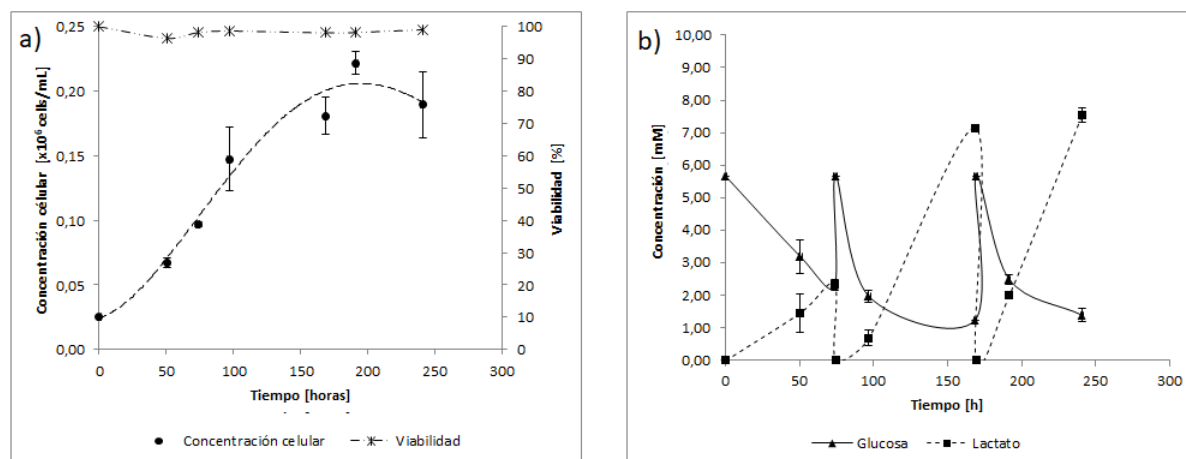 a)
Concentración célular [x10⁶ cells/mL]
0,25
0,20
0,15
0,10
0,05
0,00
100
90
80
70
60
50
40
30
20
10
0
Viabilidad [%]
0 50 100 150 200 250 300
Tiempo [horas]
Concentración celular Viabilidad
b)
Concentración [mM]
10,00
9,00
8,00
7,00
6,00
5,00
4,00
3,00
2,00
1,00
0,00
0 50 100 150 200 250 300
Tiempo [h]
Glucosa Lactato